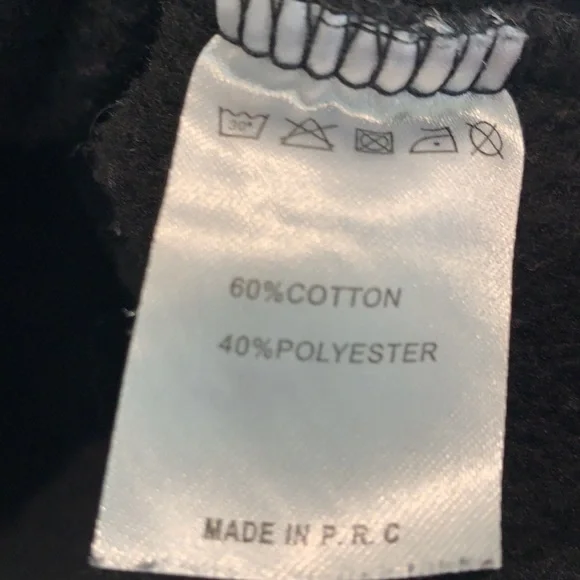 30°
60%COTTON
40%POLYESTER
MADE IN P.R.C